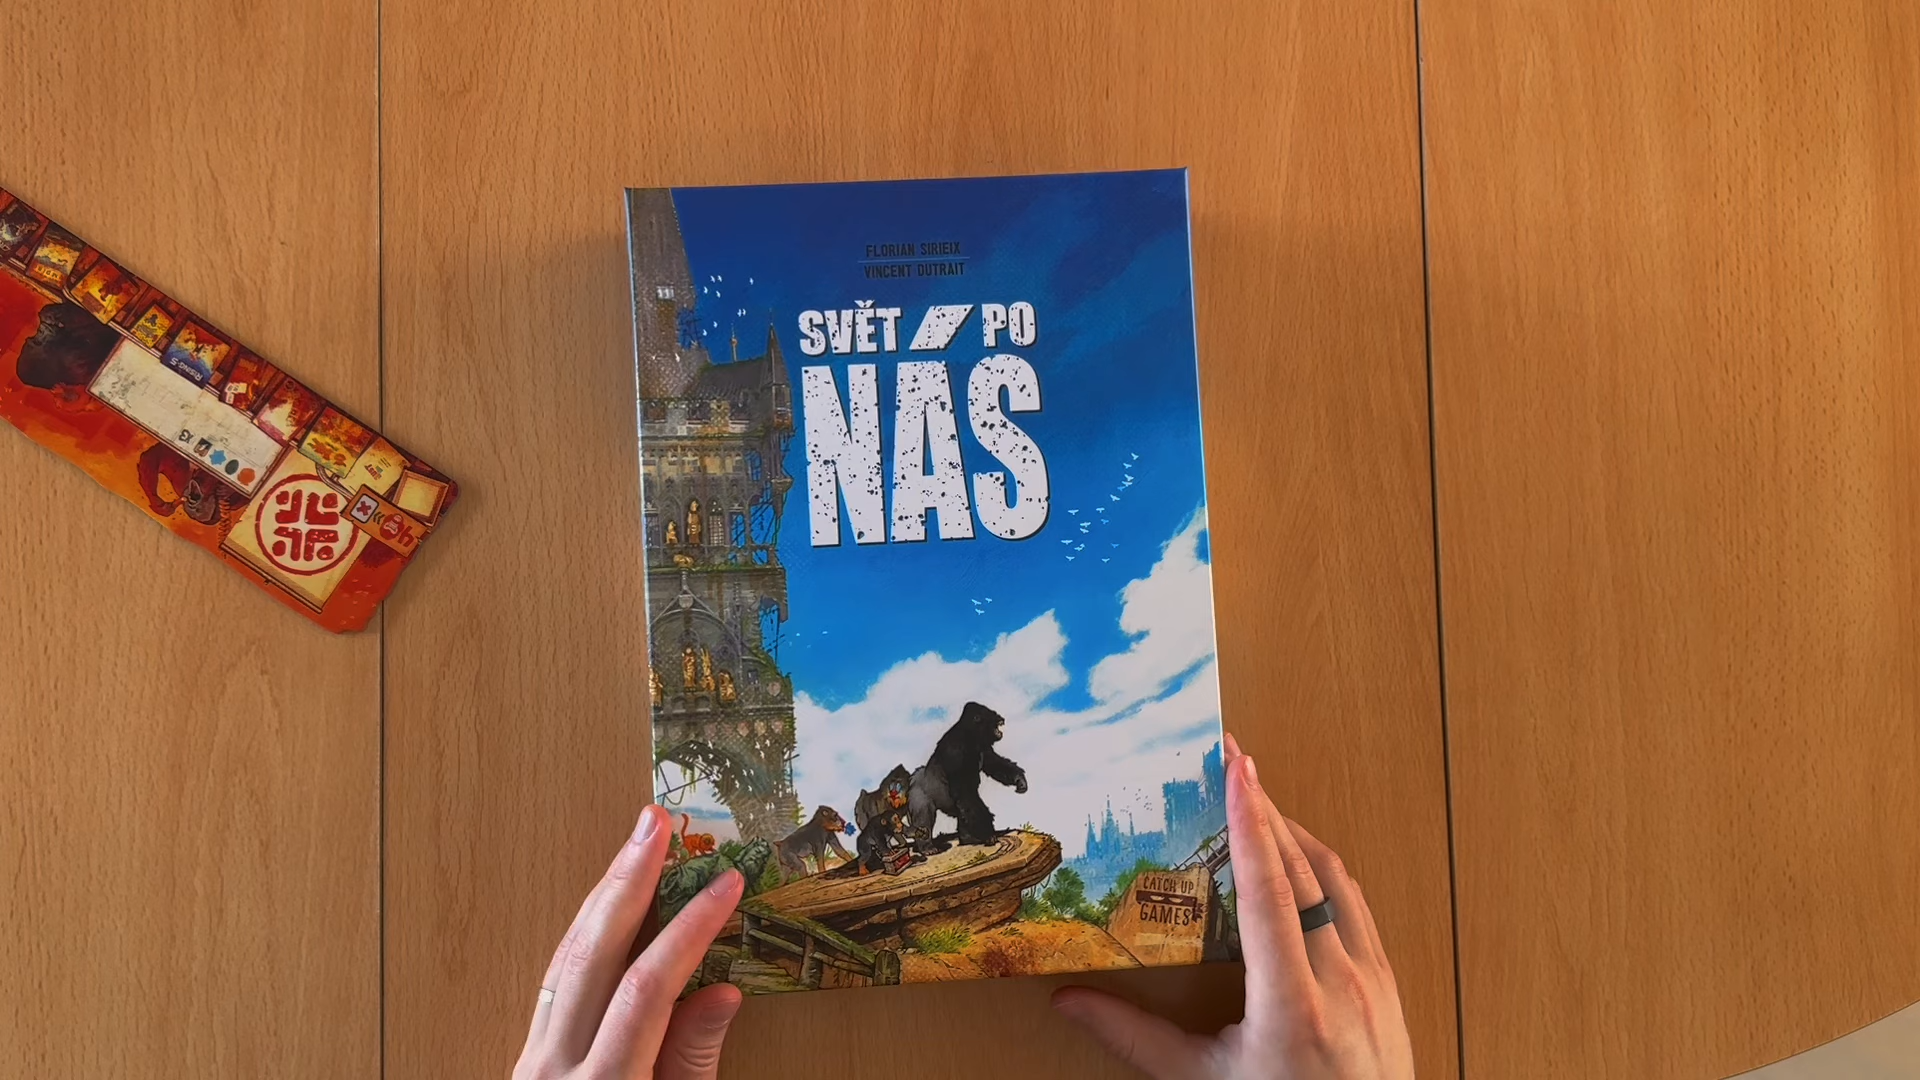 FLORIAN SIRIEIX
VINCENT DUTRAIT
SVĚT PO
NÁS
CATCH UP
GAMES